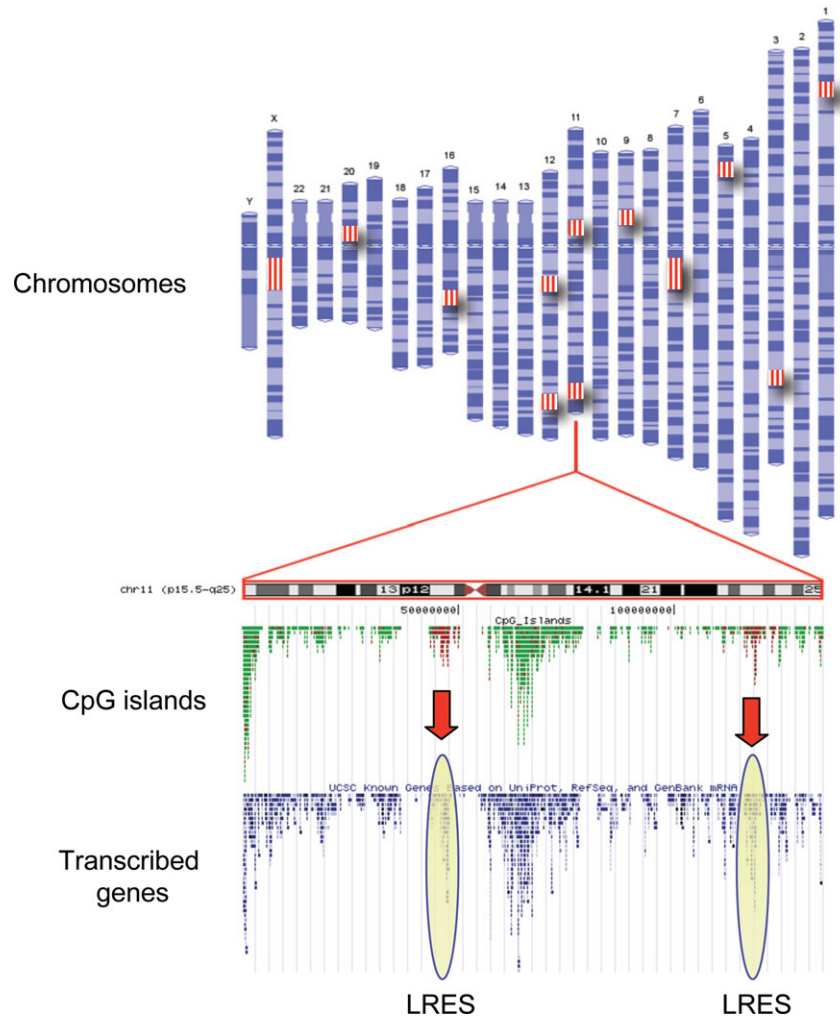 1
2
3
6
7
11
4
5
X
16
12
10
9
8
20
19
17
Y
22
21
18
15
14
13
Chromosomes
chr11 (p15.5-q25)
13 p12 14.1 21 25
50000000 100000000
CpG_Islands
CpG islands
UCSC Known Genes Based on UniProt, RefSeq, and GenBank mRNA
Transcribed
genes
LRES LRES